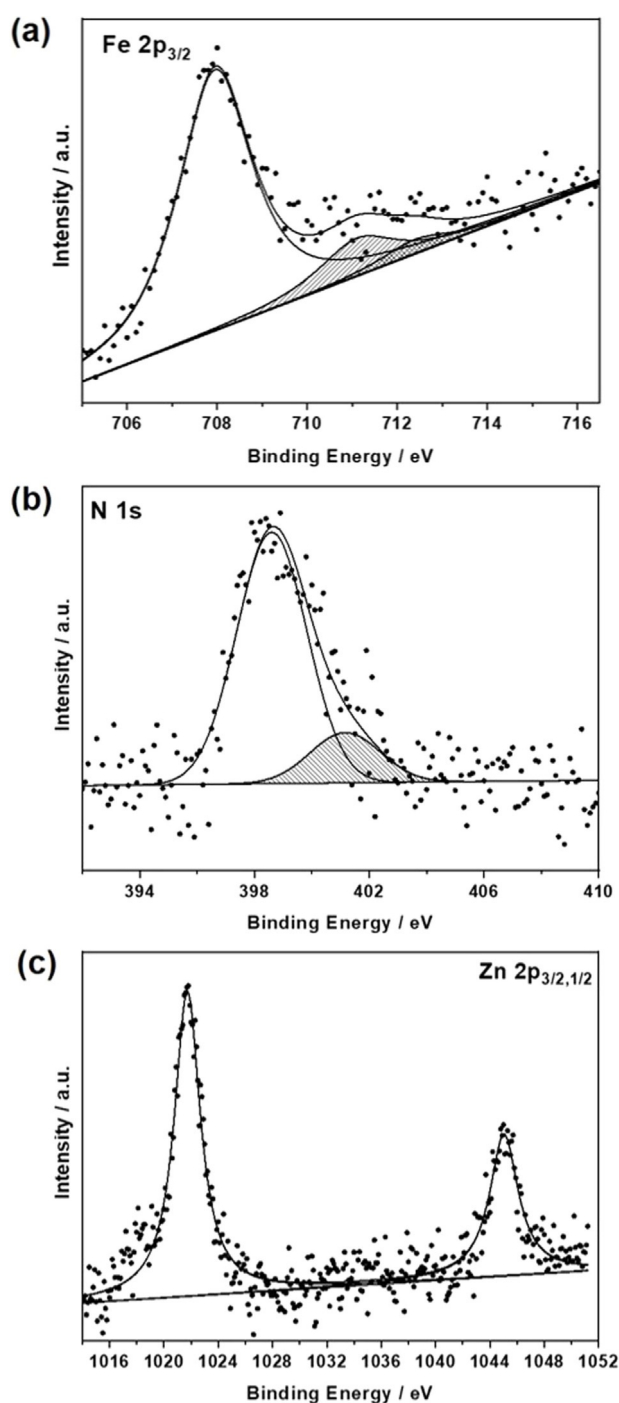 (a)
Fe 2p3/2
Intensity / a.u.
706 708 710 712 714 716
Binding Energy / eV
(b)
N 1s
Intensity / a.u.
394 398 402 406 410
Binding Energy / eV
(c)
Zn 2p3/2,1/2
Intensity / a.u.
1016 1020 1024 1028 1032 1036 1040 1044 1048 1052
Binding Energy / eV